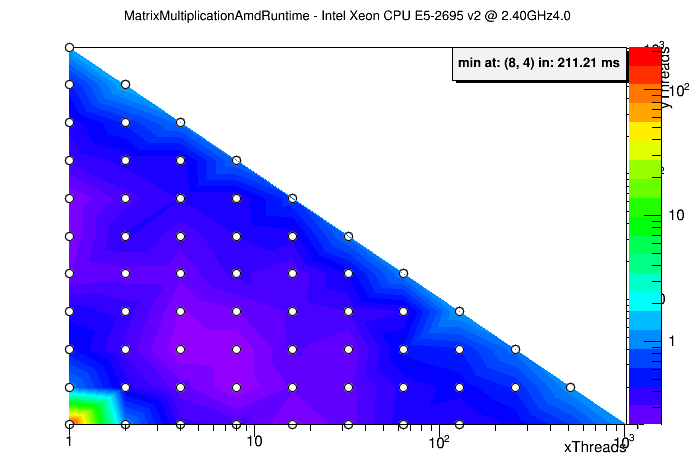 MatrixMultiplicationAmdRuntime - Intel Xeon CPU E5-2695 v2 @ 2.40GHz4.0
min at: (8, 4) in: 211.21 ms
10³
yThreads
10²
10
1
1
10
10²
10³
xThreads